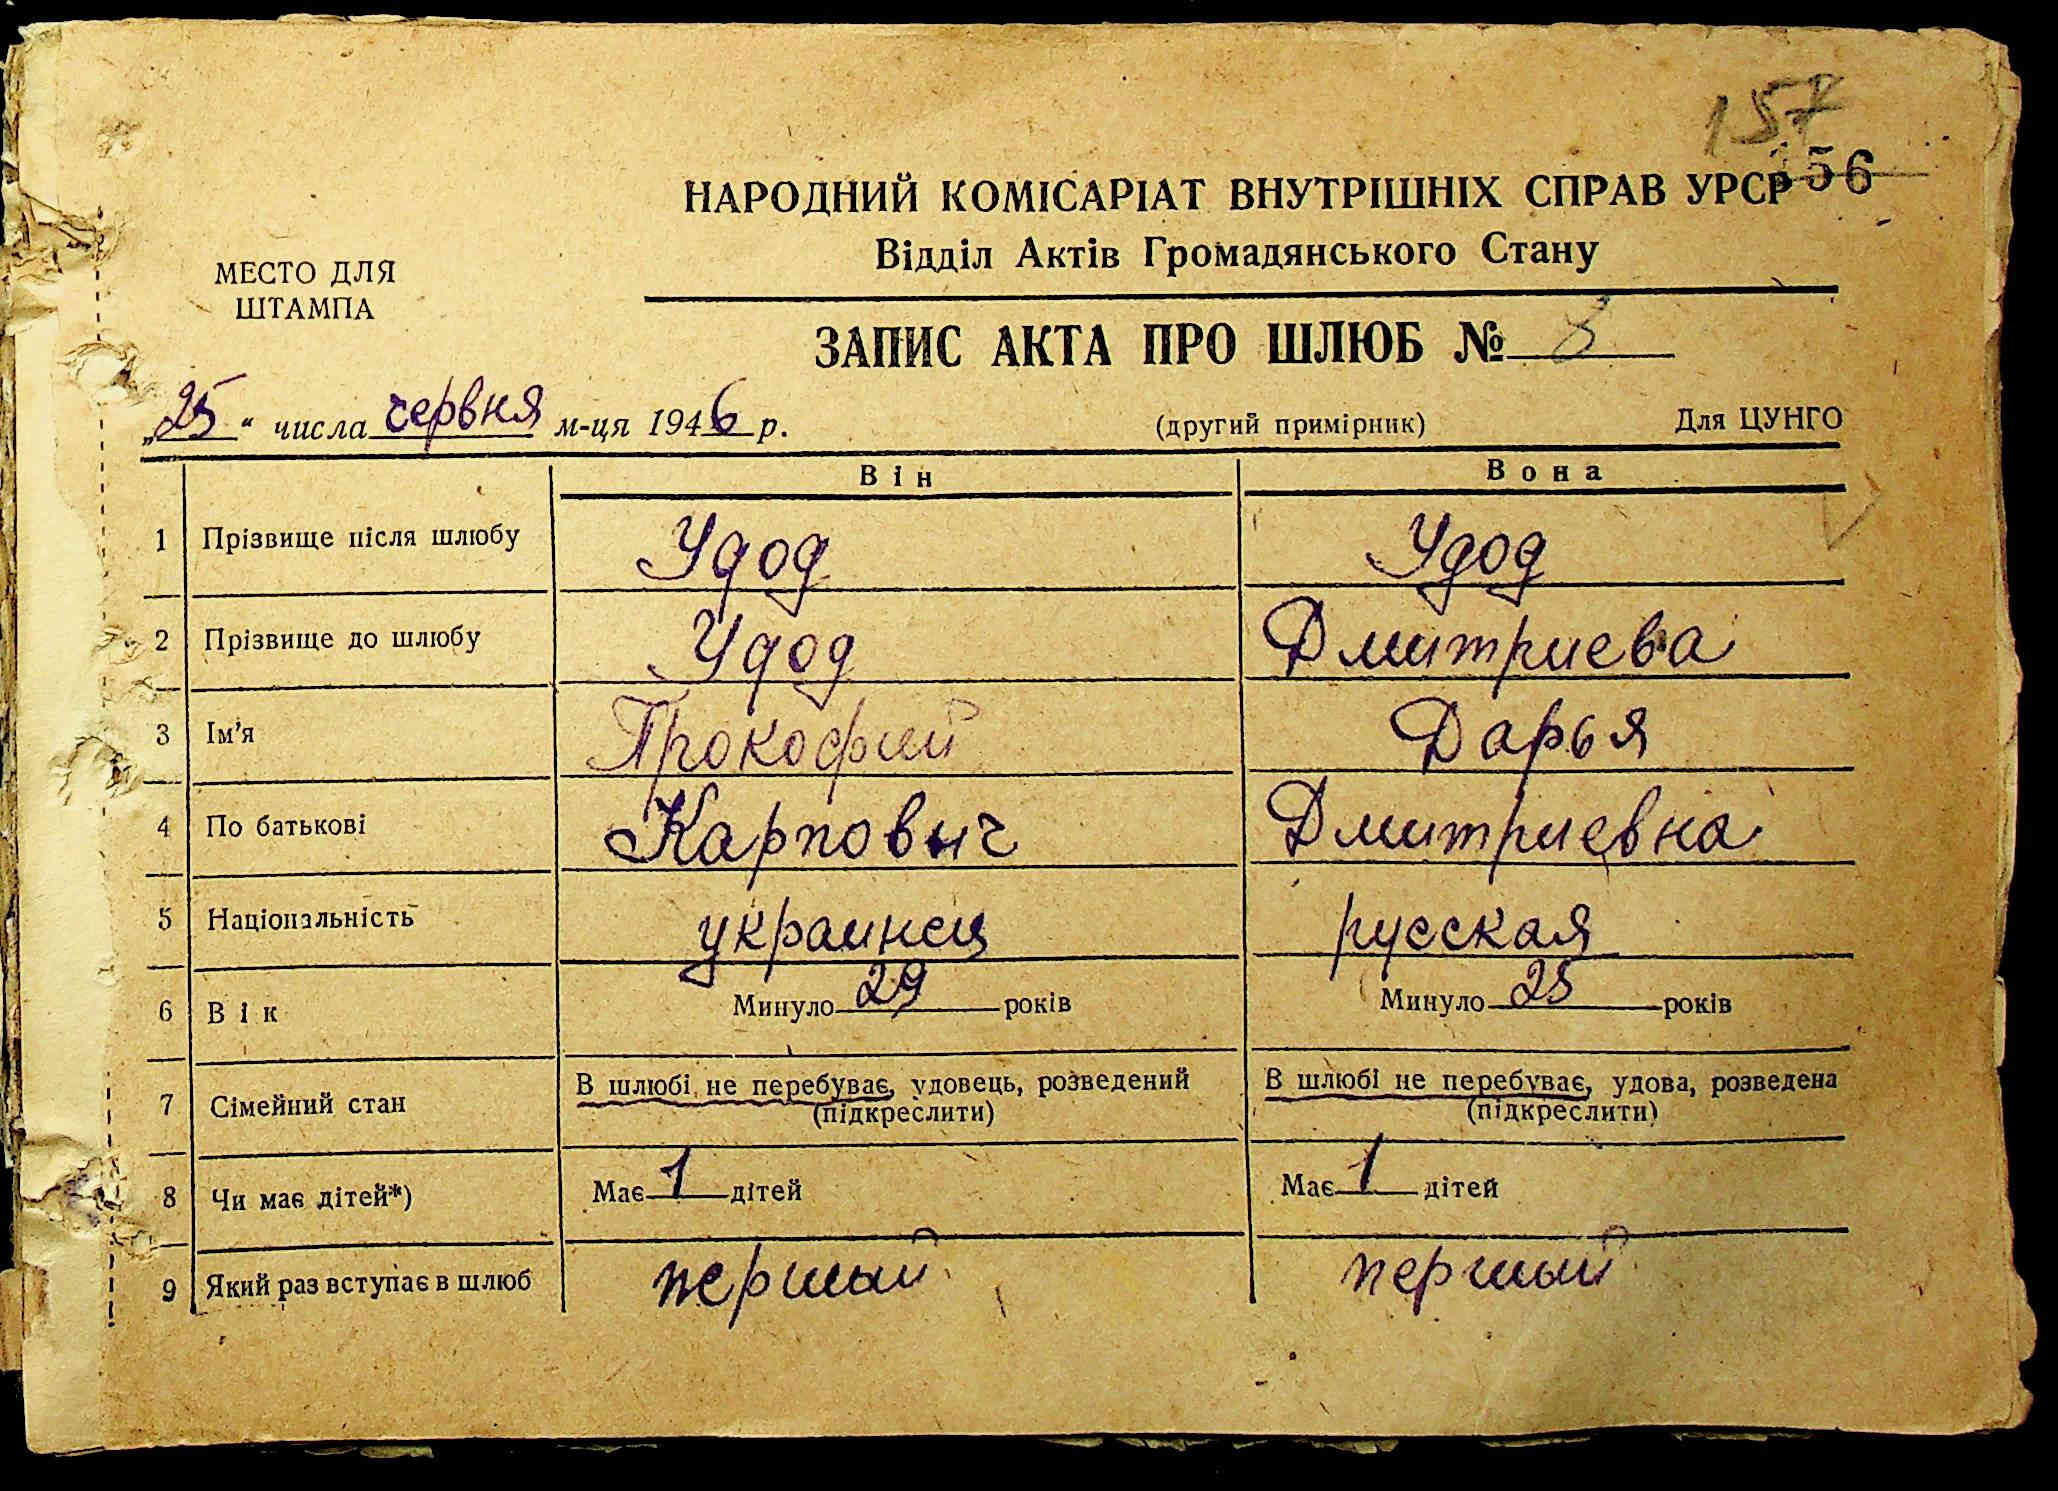 157
156
НАРОДНИЙ КОМІСАРІАТ ВНУТРІШНІХ СПРАВ УРСР
Відділ Актів Громадянського Стану
МЕСТО ДЛЯ
ШТАМПА
ЗАПИС АКТА ПРО ШЛЮБ № 8
„25“ числа червня м-ця 1946 р. (другий примірник) Для ЦУНГО
Він Вона
1 Прізвище після шлюбу Удод Удод
2 Прізвище до шлюбу Удод Дмитриева
3 Ім'я Прокофий Дарья
4 По батькові Карповыч Дмитриевна
5 Національність украинец русская
6 Вік Минуло 29 років Минуло 25 років
7 Сімейний стан В шлюбі не перебуває, удовець, розведений (підкреслити) В шлюбі не перебуває, удова, розведена (підкреслити)
8 Чи має дітей*) Має 1 дітей Має 1 дітей
9 Який раз вступає в шлюб першый першый